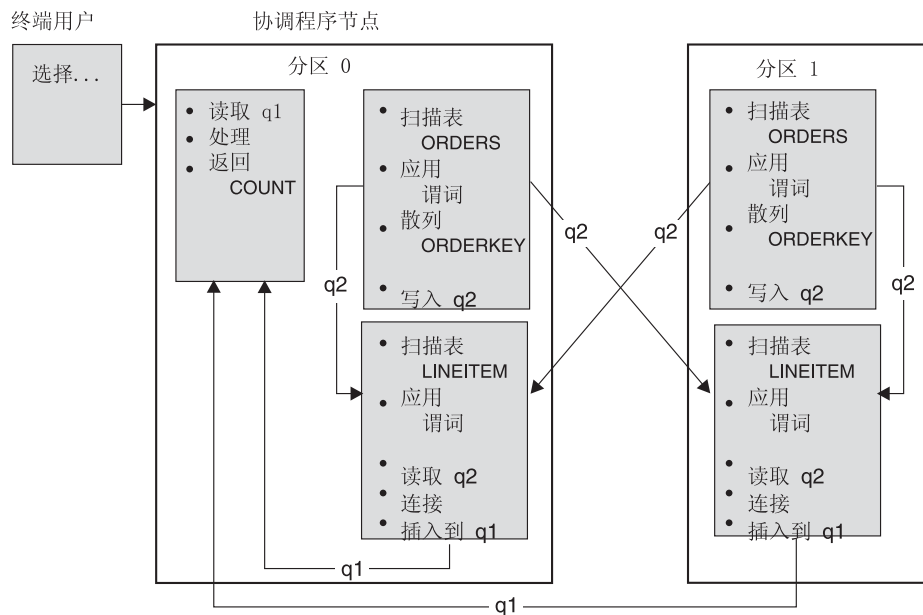 终端用户
协调程序节点
选择...
分区 0
读取 q1
处理
返回
COUNT
扫描表
ORDERS
应用
谓词
散列
ORDERKEY
写入 q2
q2
扫描表
LINEITEM
应用
谓词
读取 q2
连接
插入到 q1
q1
q2
q2
分区 1
扫描表
ORDERS
应用
谓词
散列
ORDERKEY
写入 q2
q2
扫描表
LINEITEM
应用
谓词
读取 q2
连接
插入到 q1
q1